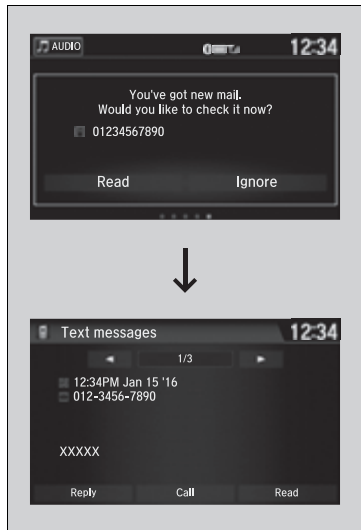 AUDIO 12:34
You've got new mail.
Would you like to check it now?
01234567890
Read Ignore
Text messages 12:34
1/3
12:34PM Jan 15 '16
012-3456-7890
XXXXX
Reply Call Read